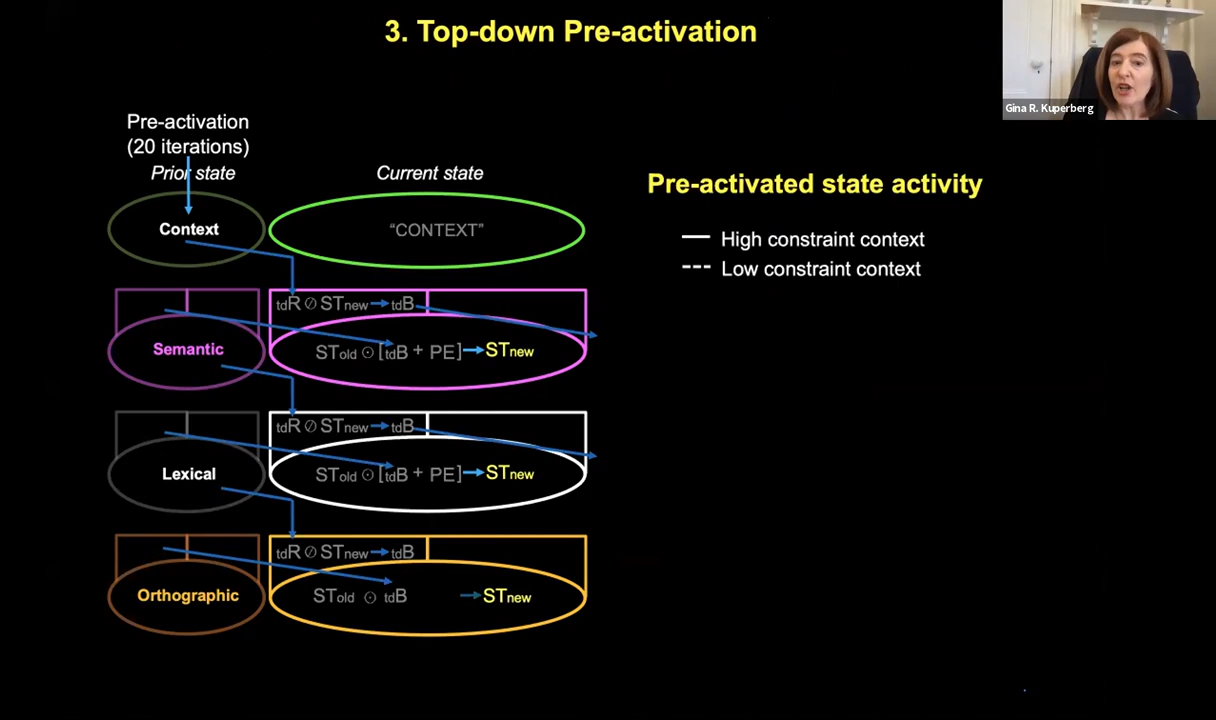 3. Top-down Pre-activation
Gina R. Kuperberg
Pre-activation
(20 iterations)
Prior state
Current state
Context
“CONTEXT”
tdR ⊘ STnew → tdB
Semantic
STold ⊙ [tdB + PE] → STnew
tdR ⊘ STnew → tdB
Lexical
STold ⊙ [tdB + PE] → STnew
tdR ⊘ STnew → tdB
Orthographic
STold ⊙ tdB → STnew
Pre-activated state activity
High constraint context
Low constraint context